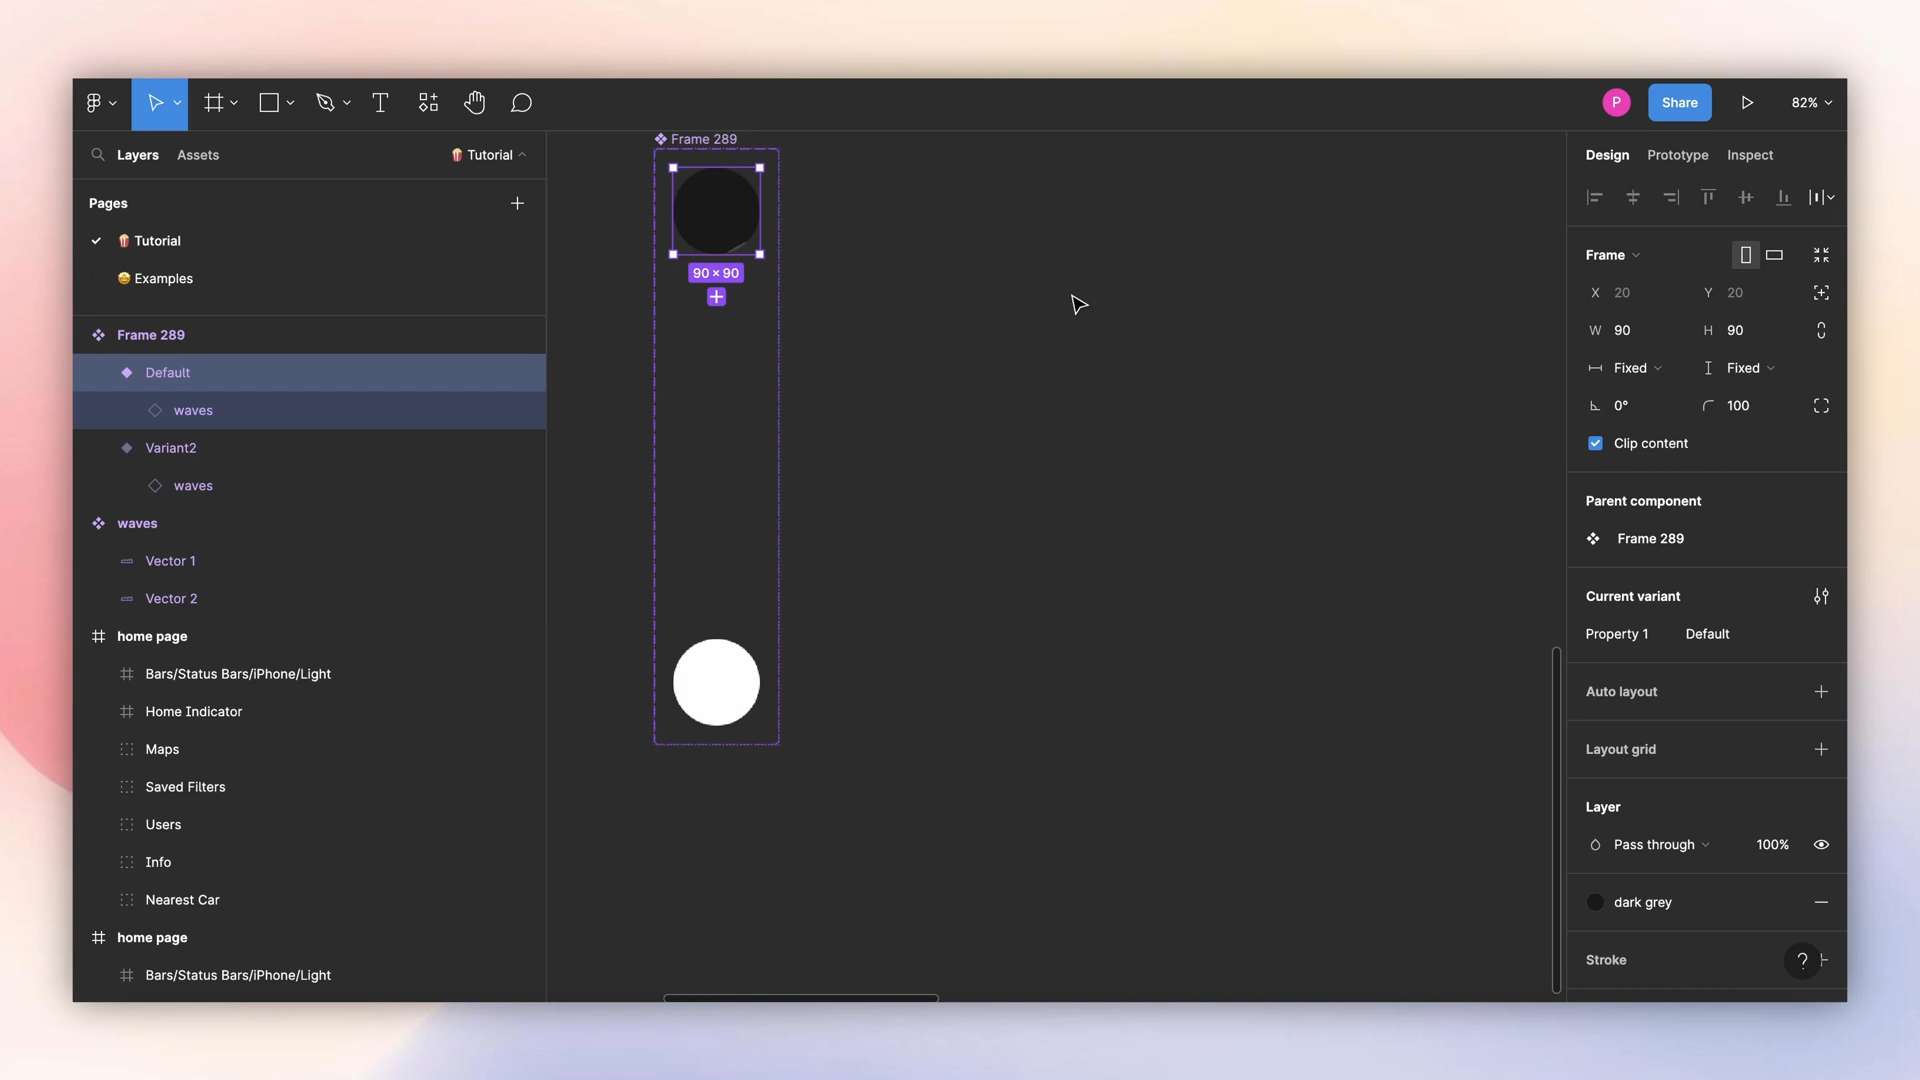 P
Share
82%
Layers
Assets
Tutorial
Pages
Tutorial
Examples
Frame 289
Default
waves
Variant2
waves
waves
Vector 1
Vector 2
home page
Bars/Status Bars/iPhone/Light
Home Indicator
Maps
Saved Filters
Users
Info
Nearest Car
home page
Bars/Status Bars/iPhone/Light
Frame 289
90 × 90
Design
Prototype
Inspect
Frame
X 20
Y 20
W 90
H 90
Fixed
Fixed
0°
100
Clip content
Parent component
Frame 289
Current variant
Property 1
Default
Auto layout
Layout grid
Layer
Pass through
100%
dark grey
Stroke
?